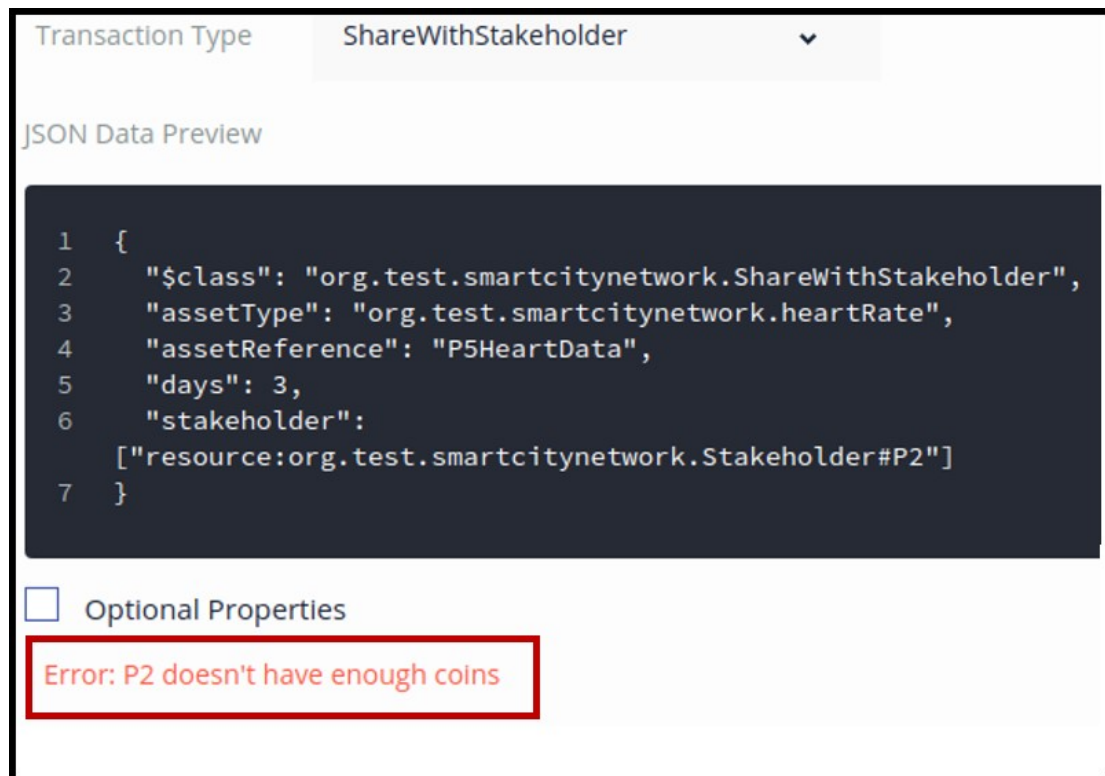 Transaction Type ShareWithStakeholder
JSON Data Preview
1 {
2 "$class": "org.test.smartcitynetwork.ShareWithStakeholder",
3 "assetType": "org.test.smartcitynetwork.heartRate",
4 "assetReference": "P5HeartData",
5 "days": 3,
6 "stakeholder":
["resource:org.test.smartcitynetwork.Stakeholder#P2"]
7 }
Optional Properties
Error: P2 doesn't have enough coins